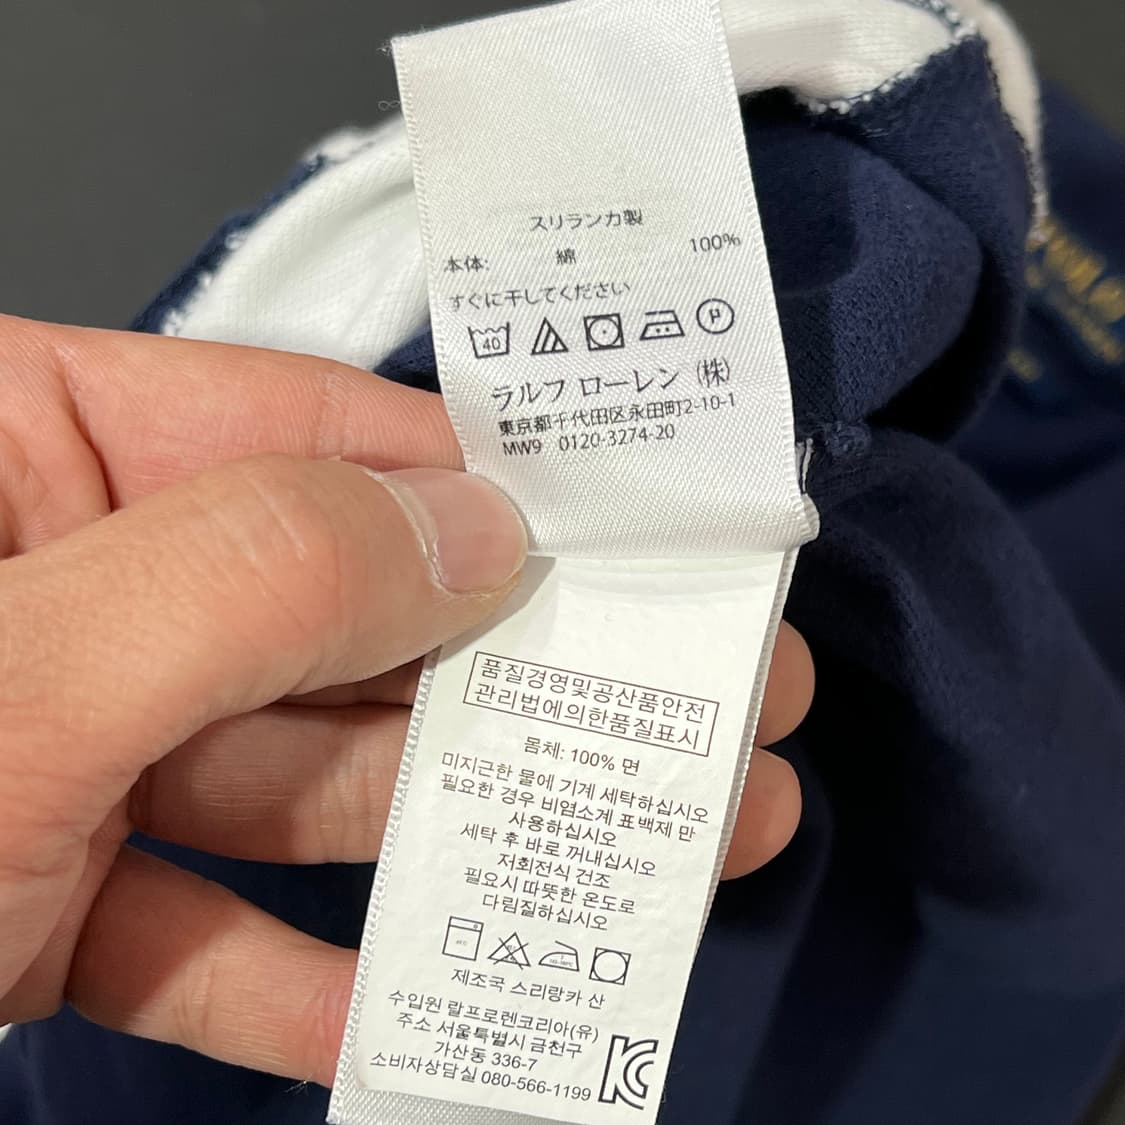 スリランカ製
本体: 綿 100%
すぐに干してください
40 P
ラルフ ローレン (株)
東京都千代田区永田町2-10-1
MW9 0120-3274-20
품질경영및공산품안전
관리법에의한품질표시
몸체: 100% 면
미지근한 물에 기계 세탁하십시오
필요한 경우 비염소계 표백제 만
사용하십시오
세탁 후 바로 꺼내십시오
저회전식 건조
필요시 따뜻한 온도로
다림질하십시오
제조국 스리랑카 산
수입원 랄프로렌코리아(유)
주소 서울특별시 금천구
가산동 336-7
소비자상담실 080-566-1199